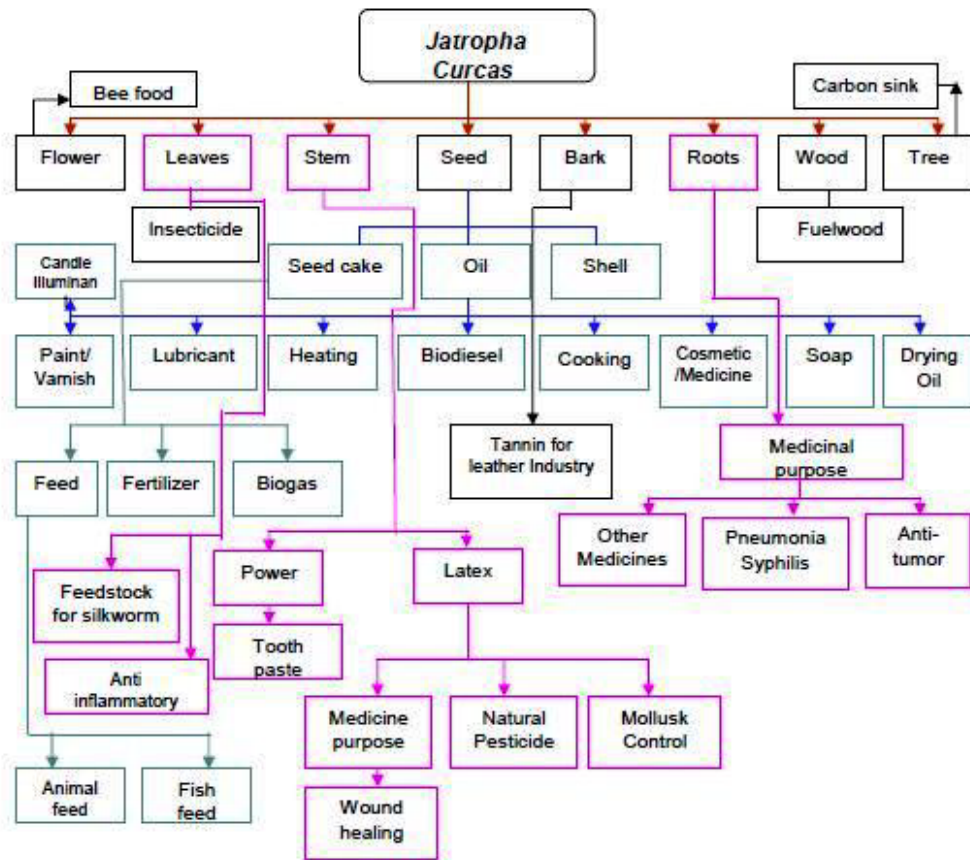 Jatropha
Curcas
Bee food
Carbon sink
Flower
Leaves
Stem
Seed
Bark
Roots
Wood
Tree
Insecticide
Fuelwood
Candle
Illuminan
Seed cake
Oil
Shell
Paint/
Varnish
Lubricant
Heating
Biodiesel
Cooking
Cosmetic
/Medicine
Soap
Drying
Oil
Tannin for
leather Industry
Medicinal
purpose
Feed
Fertilizer
Biogas
Other
Medicines
Pneumonia
Syphilis
Anti-
tumor
Feedstock
for silkworm
Power
Latex
Tooth
paste
Anti
inflammatory
Medicine
purpose
Natural
Pesticide
Mollusk
Control
Animal
feed
Fish
feed
Wound
healing